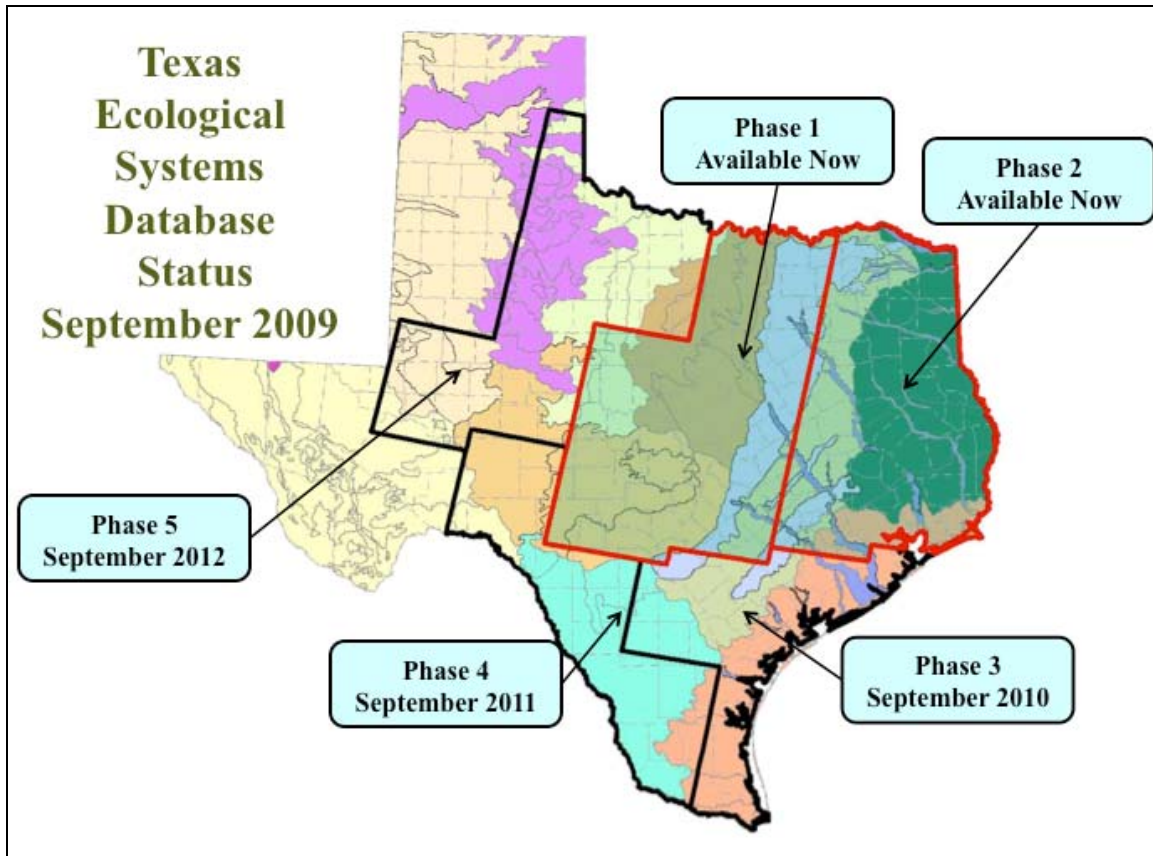 Texas
Ecological
Systems
Database
Status
September 2009
Phase 1
Available Now
Phase 2
Available Now
Phase 5
September 2012
Phase 4
September 2011
Phase 3
September 2010